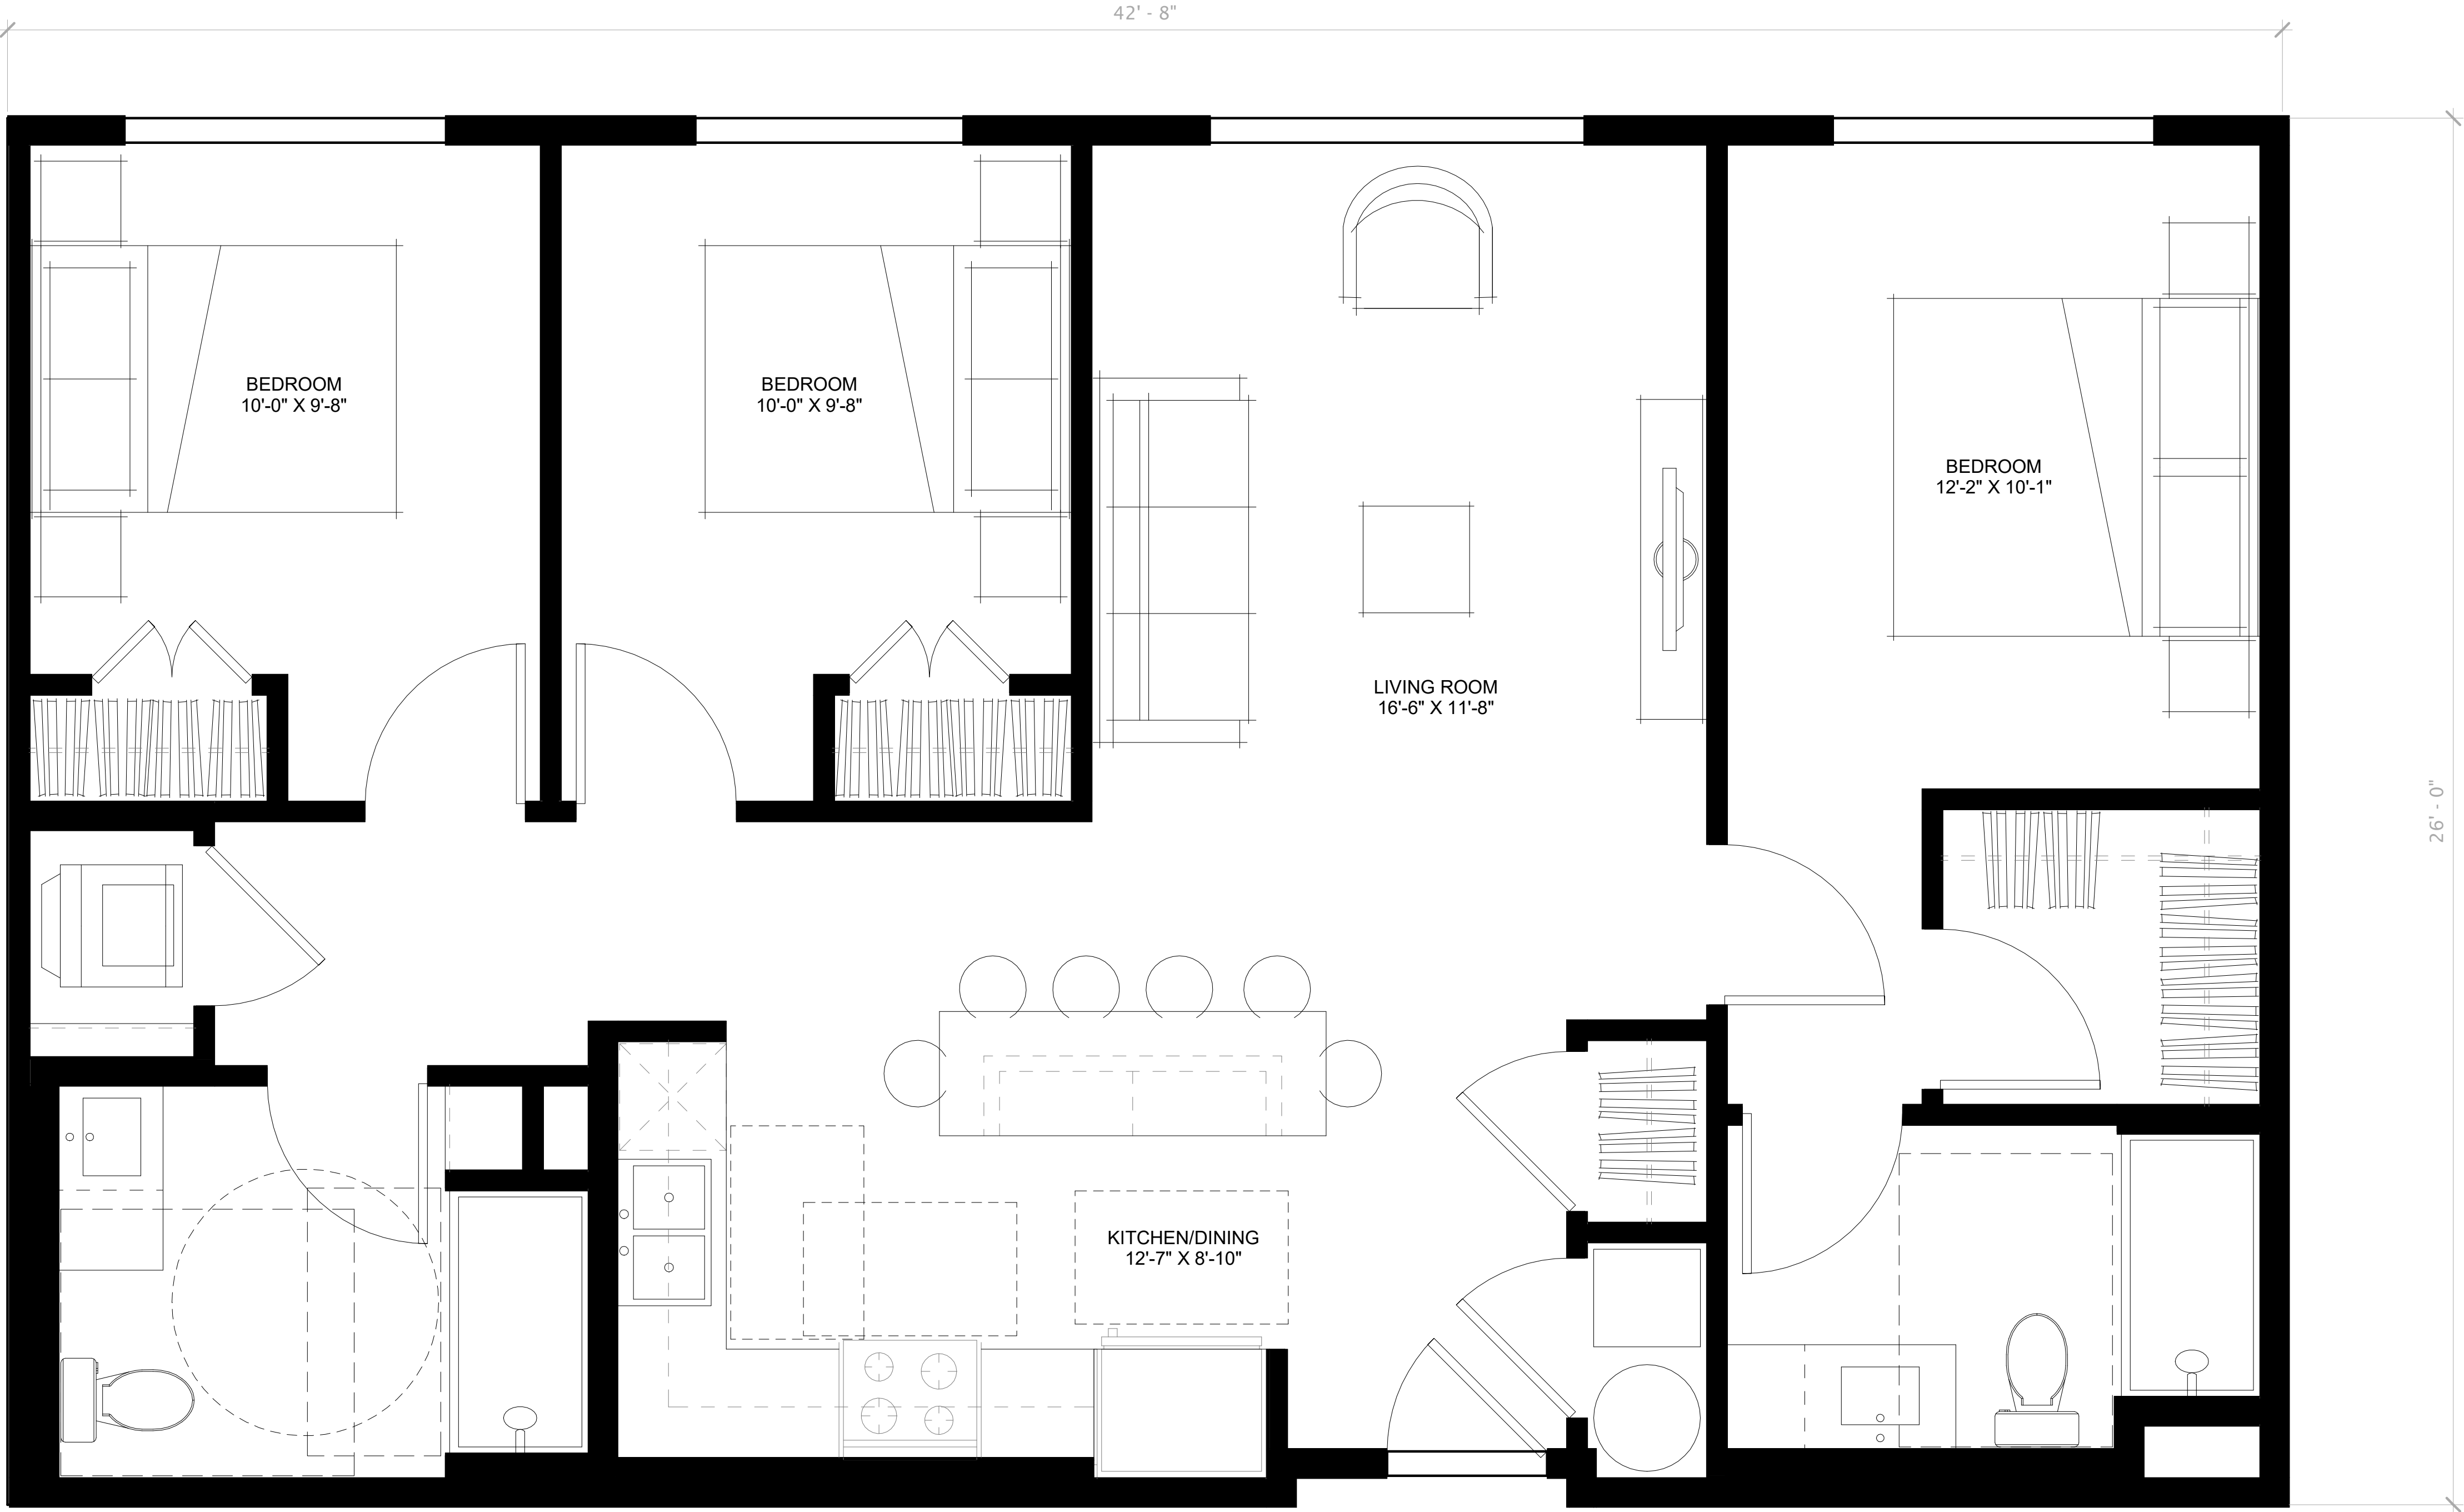 42' - 8"
BEDROOM
10'-0" X 9'-8"
BEDROOM
10'-0" X 9'-8"
BEDROOM
12'-2" X 10'-1"
LIVING ROOM
16'-6" X 11'-8"
26' - 0"
KITCHEN/DINING
12'-7" X 8'-10"